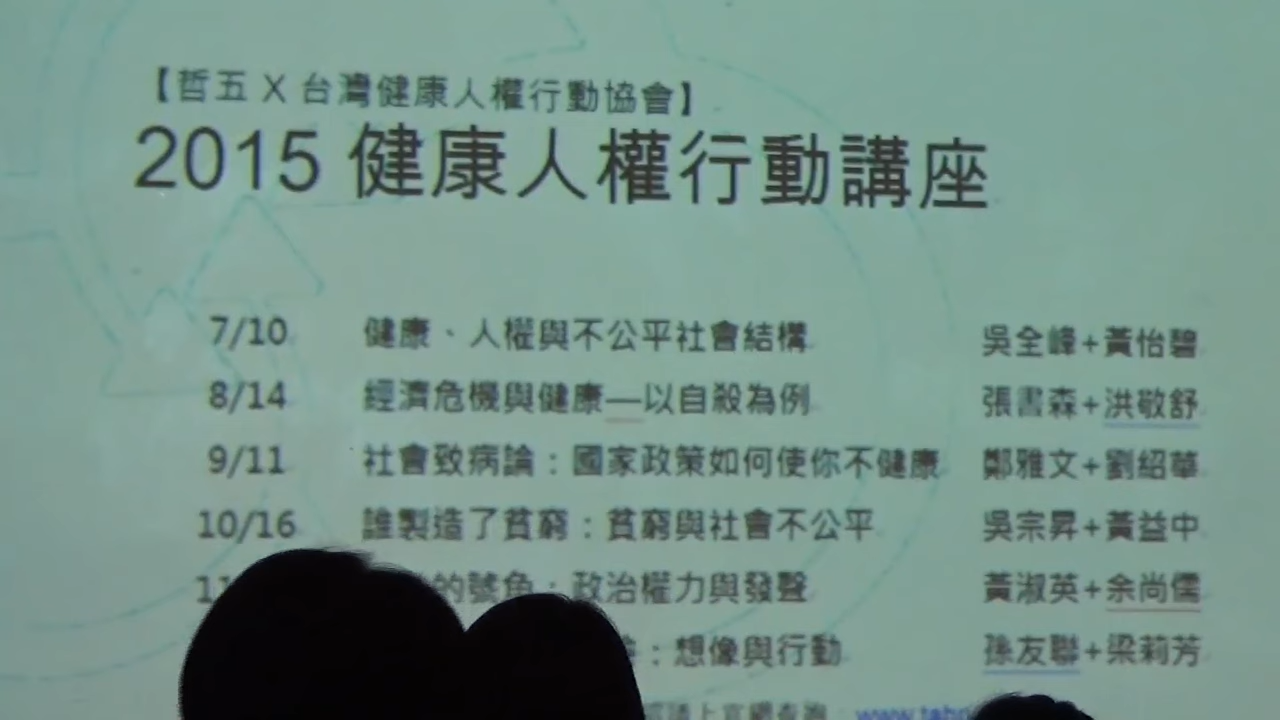 【哲五 X 台灣健康人權行動協會】
2015 健康人權行動講座
7/10 健康、人權與不公平社會結構 吳全峰+黃怡碧
8/14 經濟危機與健康—以自殺為例 張書森+洪敬舒
9/11 社會致病論：國家政策如何使你不健康 鄭雅文+劉紹華
10/16 誰製造了貧窮：貧窮與社會不公平 吳宗昇+黃益中
11 的號角：政治權力與發聲 黃淑英+余尚儒
：想像與行動 孫友聯+梁莉芳
上官網查詢